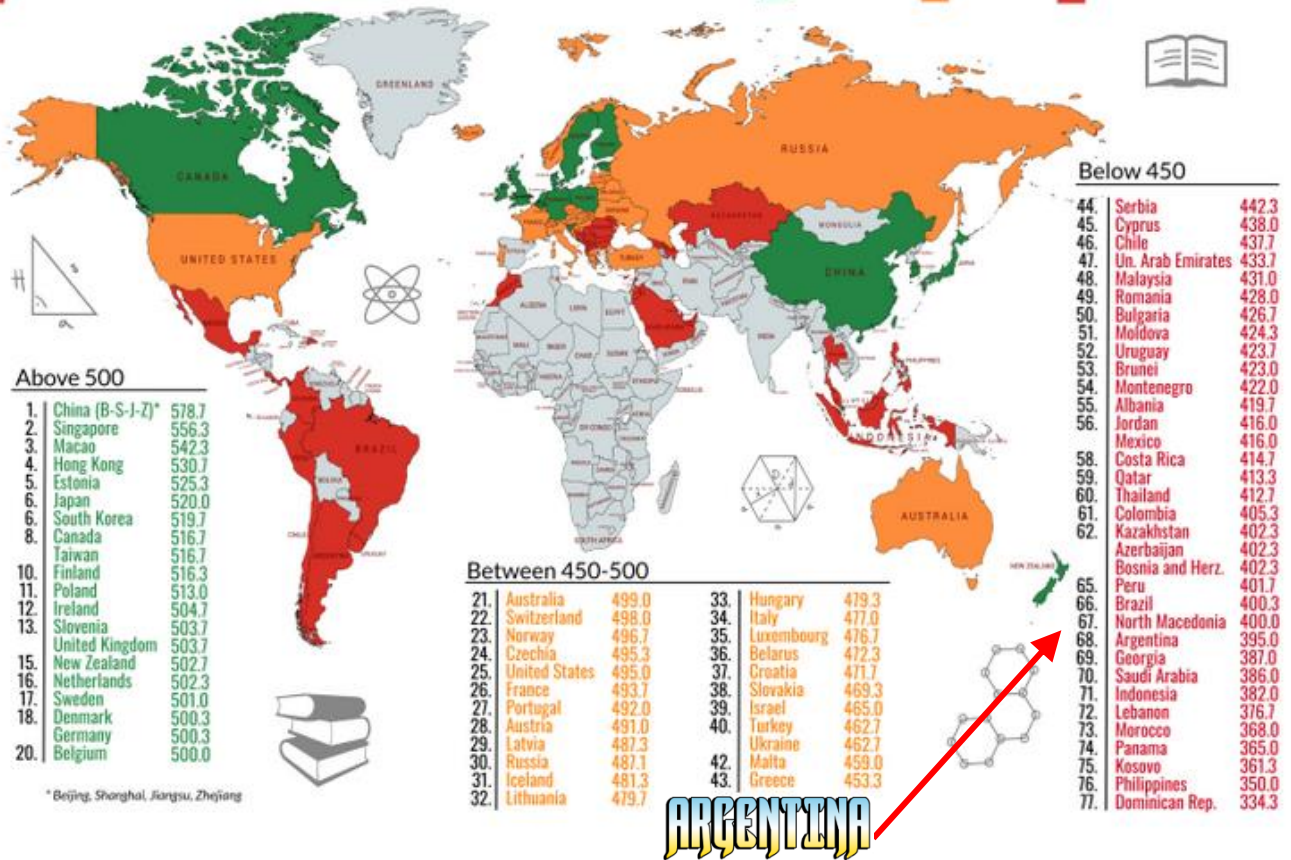 GREENLAND
RUSSIA
CANADA
MONGOLIA
UNITED STATES
CHINA
TURKEY
ALGERIA
LIBYA
EGYPT
MALI
NIGER
CHAD
INDIA
PHILIPPINES
INDONESIA
BRAZIL
BOLIVIA
CHILE
URUGUAY
SOUTH AFRICA
AUSTRALIA
NEW ZEALAND
Above 500
1. China (B-S-J-Z)* 578.7
2. Singapore 556.3
3. Macao 542.3
4. Hong Kong 530.7
5. Estonia 525.3
6. Japan 520.0
6. South Korea 519.7
8. Canada 516.7
Taiwan 516.7
10. Finland 516.3
11. Poland 513.0
12. Ireland 504.7
13. Slovenia 503.7
United Kingdom 503.7
15. New Zealand 502.7
16. Netherlands 502.3
17. Sweden 501.0
18. Denmark 500.3
Germany 500.3
20. Belgium 500.0
* Beijing, Shanghai, Jiangsu, Zhejiang
Between 450-500
21. Australia 499.0
22. Switzerland 498.0
23. Norway 496.7
24. Czechia 495.3
25. United States 495.0
26. France 493.7
27. Portugal 492.0
28. Austria 491.0
29. Latvia 487.3
30. Russia 487.1
31. Iceland 481.3
32. Lithuania 479.7
33. Hungary 479.3
34. Italy 477.0
35. Luxembourg 476.7
36. Belarus 472.3
37. Croatia 471.7
38. Slovakia 469.3
39. Israel 465.0
40. Turkey 462.7
Ukraine 462.7
42. Malta 459.0
43. Greece 453.3
Below 450
44. Serbia 442.3
45. Cyprus 438.0
46. Chile 437.7
47. Un. Arab Emirates 433.7
48. Malaysia 431.0
49. Romania 428.0
50. Bulgaria 426.7
51. Moldova 424.3
52. Uruguay 423.7
53. Brunei 423.0
54. Montenegro 422.0
55. Albania 419.7
56. Jordan 416.0
Mexico 416.0
58. Costa Rica 414.7
59. Qatar 413.3
60. Thailand 412.7
61. Colombia 405.3
62. Kazakhstan 402.3
Azerbaijan 402.3
Bosnia and Herz. 402.3
65. Peru 401.7
66. Brazil 400.3
67. North Macedonia 400.0
68. Argentina 395.0
69. Georgia 387.0
70. Saudi Arabia 386.0
71. Indonesia 382.0
72. Lebanon 376.7
73. Morocco 368.0
74. Panama 365.0
75. Kosovo 361.3
76. Philippines 350.0
77. Dominican Rep. 334.3
ARGENTINA